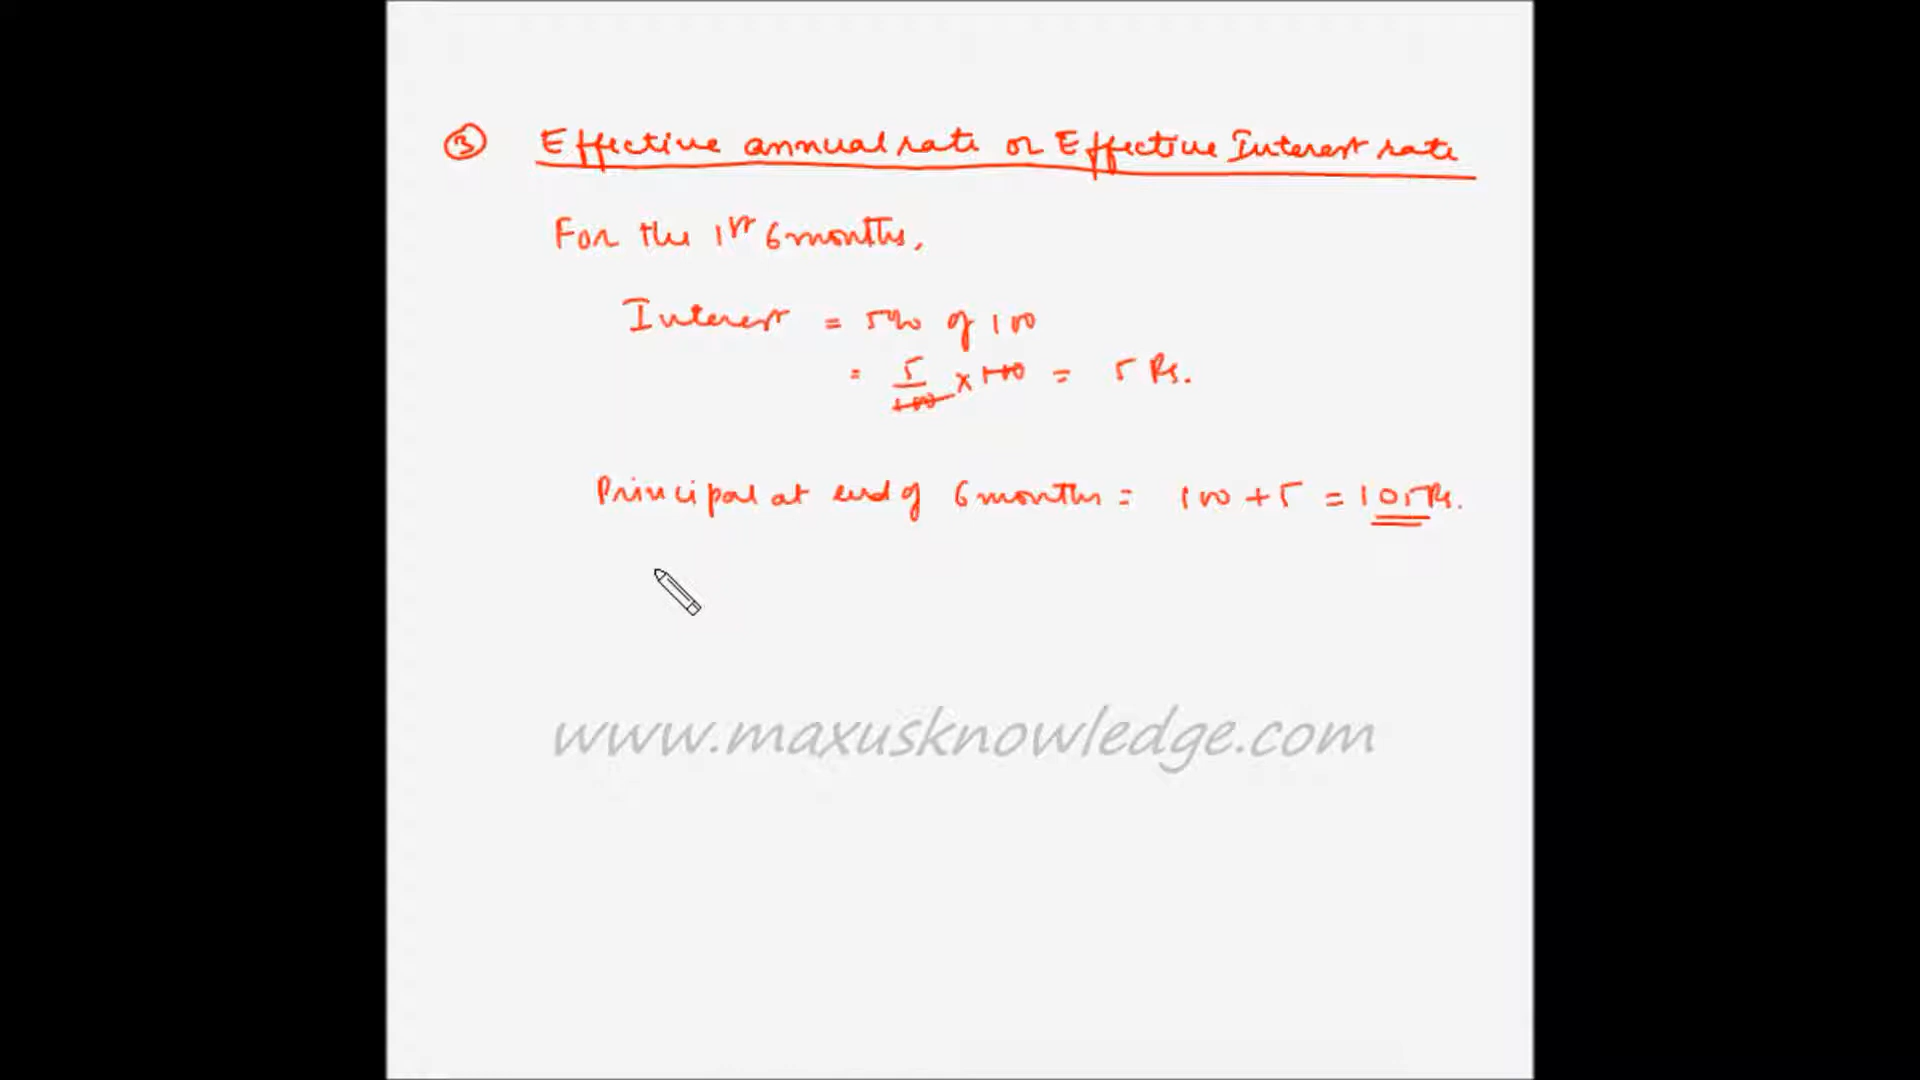 ③ Effective annual rate or Effective Interest rate
For the 1st 6 months,
Interest = 5% of 100
= 5/100 x 100 = 5 Rs.
Principal at end of 6 months = 100 + 5 = 105 Rs.
www.maxusknowledge.com